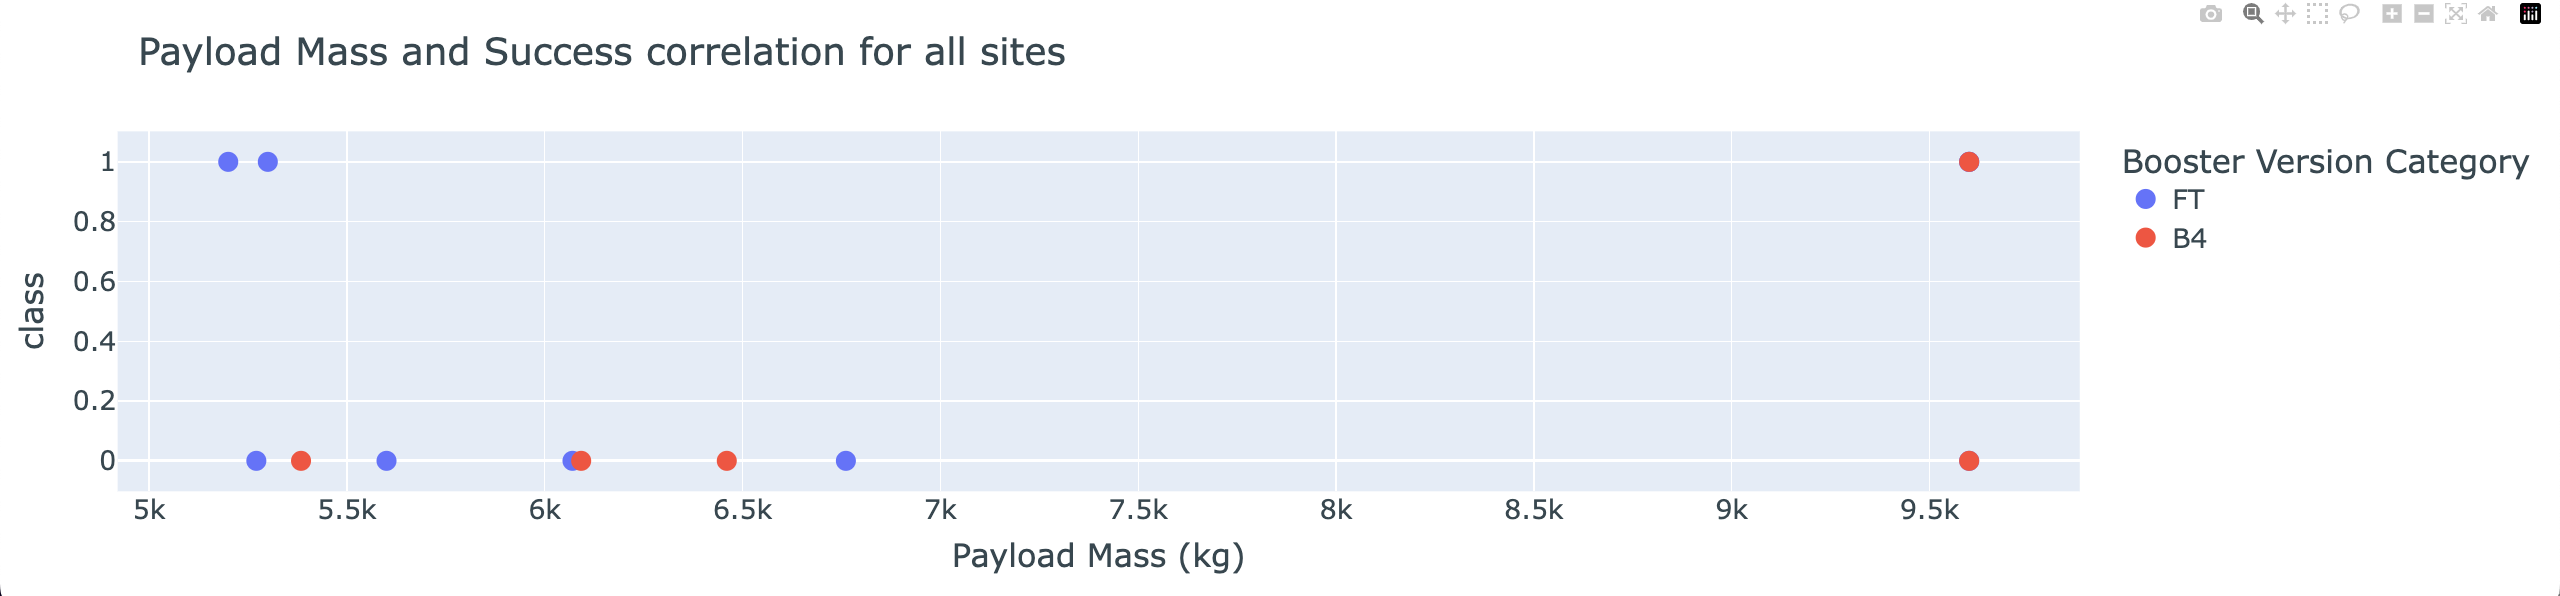 Payload Mass and Success correlation for all sites
1
0.8
0.6
0.4
0.2
0
class
5k 5.5k 6k 6.5k 7k 7.5k 8k 8.5k 9k 9.5k
Payload Mass (kg)
Booster Version Category
FT
B4